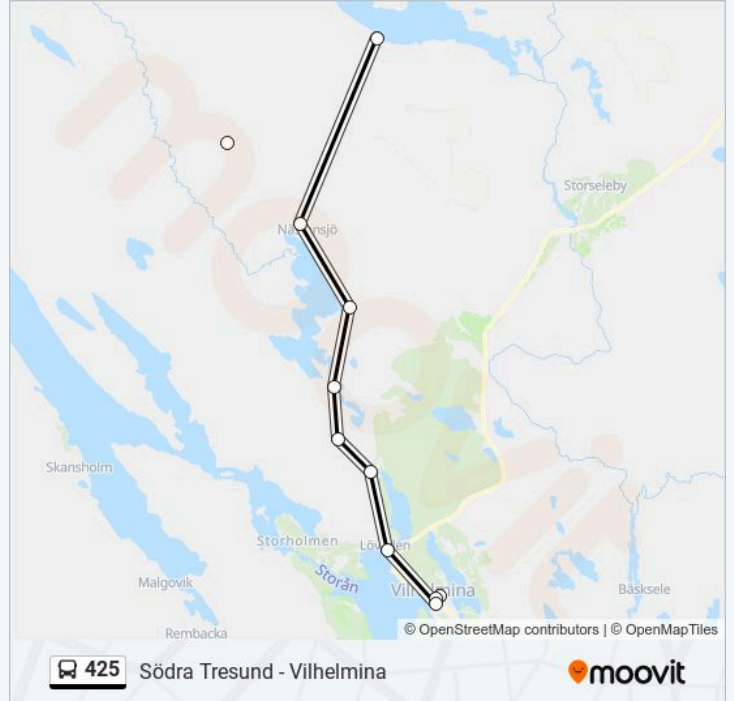 Storseleby
Skansholm
Storholmen
Storån
Malgovik
Bäsksele
Rembacka
© OpenStreetMap contributors | © OpenMapTiles
425 Södra Tresund - Vilhelmina moovit